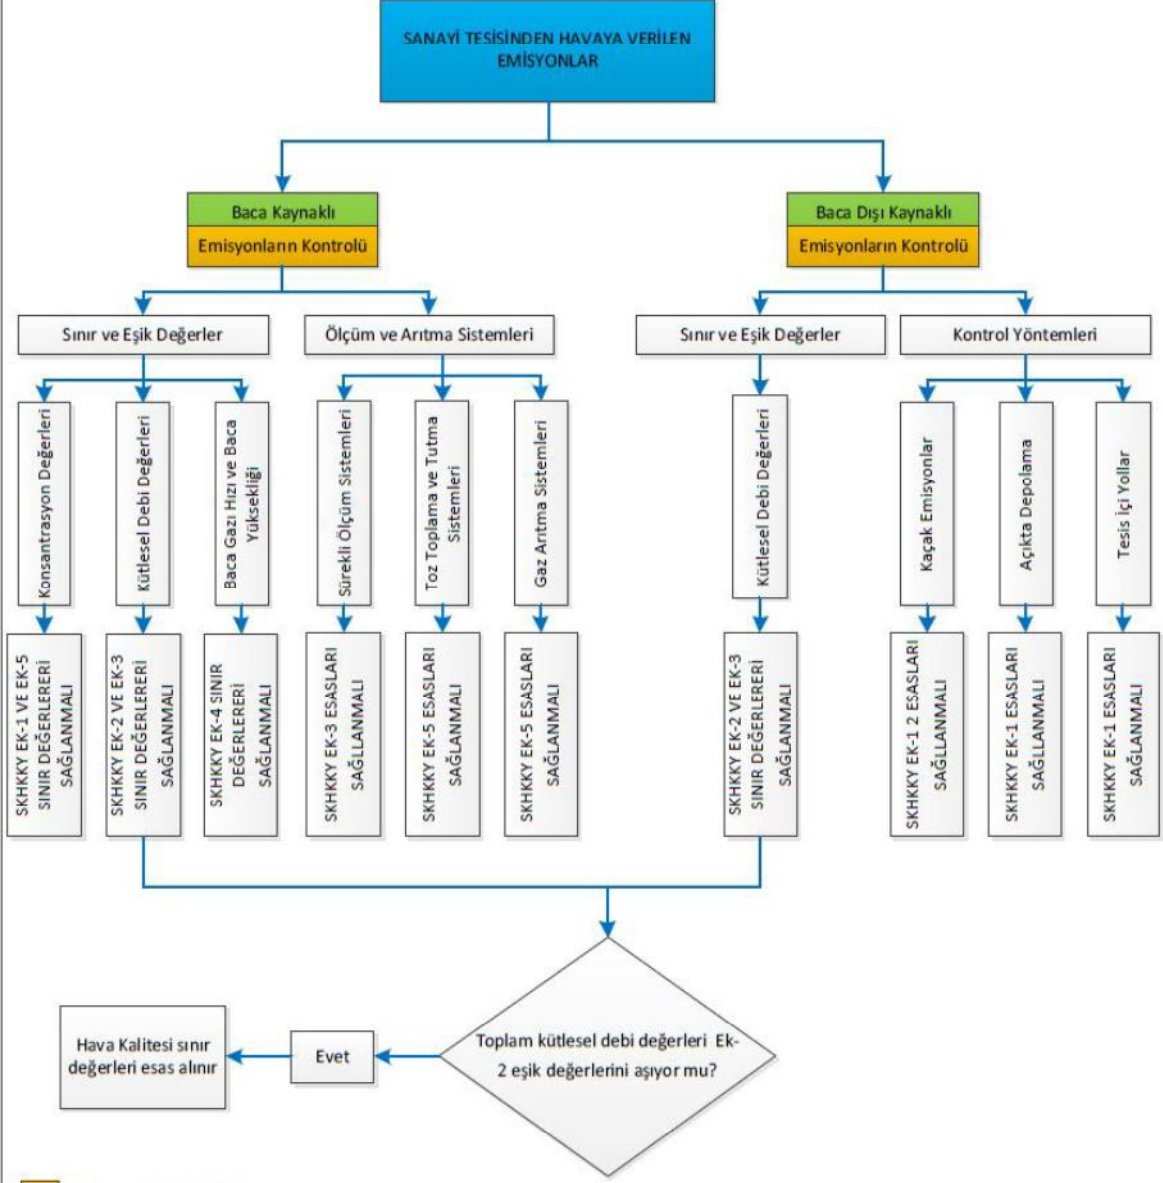 SANAYİ TESİSİNDEN HAVAYA VERİLEN
EMİSYONLAR
Baca Kaynaklı
Emisyonların Kontrolü
Baca Dışı Kaynaklı
Emisyonların Kontrolü
Sınır ve Eşik Değerler
Ölçüm ve Arıtma Sistemleri
Sınır ve Eşik Değerler
Kontrol Yöntemleri
Konsantrasyon Değerleri
Kütlesel Debi Değerleri
Baca Gazı Hızı ve Baca
Yüksekliği
Sürekli Ölçüm Sistemleri
Toz Toplama ve Tutma
Sistemleri
Gaz Arıtma Sistemleri
Kütlesel Debi Değerleri
Kaçak Emisyonlar
Açıkta Depolama
Tesis İçi Yollar
SKHKKY EK-1 VE EK-5
SINIR DEĞERLERERİ
SAĞLANMALI
SKHKKY EK-2 VE EK-3
SINIR DEĞERLERERİ
SAĞLANMALI
SKHKKY EK-4 SINIR
DEĞERLERERİ
SAĞLANMALI
SKHKKY EK-3 ESASLARI
SAĞLLANMALI
SKHKKY EK-5 ESASLARI
SAĞLANMALI
SKHKKY EK-5 ESASLARI
SAĞLANMALI
SKHKKY EK-2 VE EK-3
SINIR DEĞERLERERİ
SAĞLANMALI
SKHKKY EK-1 2 ESASLARI
SAĞLLANMALI
SKHKKY EK-1 ESASLARI
SAĞLLANMALI
SKHKKY EK-1 ESASLARI
SAĞLANMALI
Toplam kütlesel debi değerleri Ek-
2 eşik değerlerini aşıyor mu?
Evet
Hava Kalitesi sınır
değerleri esas alınır